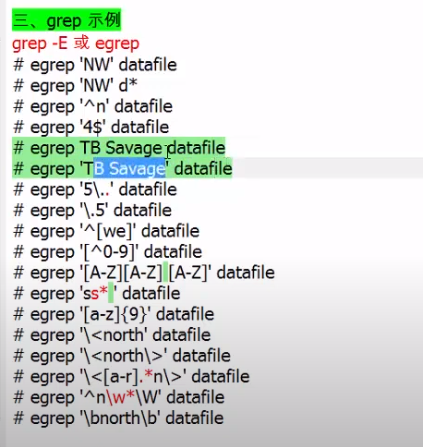 三、grep 示例
grep -E 或 egrep
# egrep 'NW' datafile
# egrep 'NW' d*
# egrep '^n' datafile
# egrep '4$' datafile
# egrep TB Savage datafile
# egrep 'TB Savage' datafile
# egrep '5\..' datafile
# egrep '\.5' datafile
# egrep '^[we]' datafile
# egrep '[^0-9]' datafile
# egrep '[A-Z][A-Z] [A-Z]' datafile
# egrep 'ss* ' datafile
# egrep '[a-z]{9}' datafile
# egrep '\<north' datafile
# egrep '\<north\>' datafile
# egrep '\<[a-r].*n\>' datafile
# egrep '^n\w*\W' datafile
# egrep '\bnorth\b' datafile